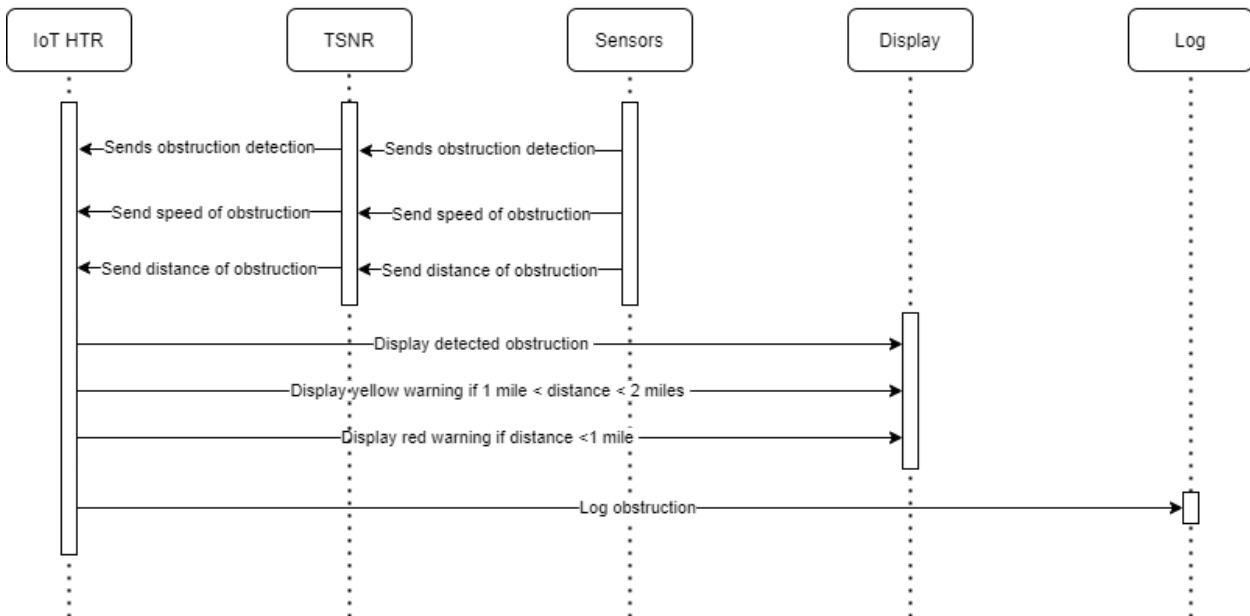 IoT HTR
TSNR
Sensors
Display
Log
Sends obstruction detection
Sends obstruction detection
Send speed of obstruction
Send speed of obstruction
Send distance of obstruction
Send distance of obstruction
Display detected obstruction
Display yellow warning if 1 mile < distance < 2 miles
Display red warning if distance <1 mile
Log obstruction